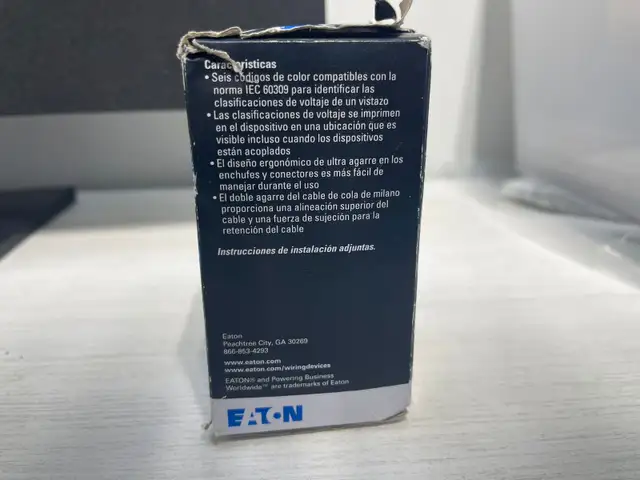 Características
• Seis códigos de color compatibles con la
norma IEC 60309 para identificar las
clasificaciones de voltaje de un vistazo
• Las clasificaciones de voltaje se imprimen
en el dispositivo en una ubicación que es
visible incluso cuando los dispositivos
están acoplados
• El diseño ergonómico de ultra agarre en los
enchufes y conectores es más fácil de
manejar durante el uso
• El doble agarre del cable de cola de milano
proporciona una alineación superior del
cable y una fuerza de sujeción para la
retención del cable
Instrucciones de instalación adjuntas.
Eaton
Peachtree City, GA 30269
866-853-4293
www.eaton.com
www.eaton.com/wiringdevices
EATON® and Powering Business
Worldwide™ are trademarks of Eaton
EATON